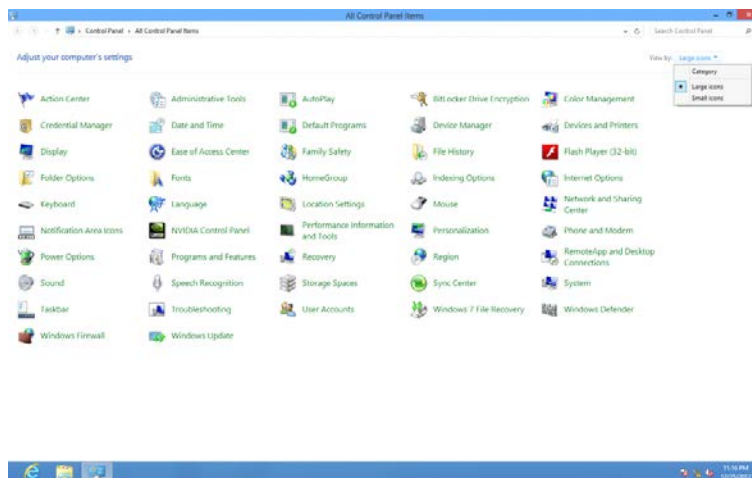 All Control Panel Items
Control Panel › All Control Panel Items
Search Control Panel
Adjust your computer's settings
View by: Large icons
Category
Large icons
Small icons
Action Center
Administrative Tools
AutoPlay
BitLocker Drive Encryption
Color Management
Credential Manager
Date and Time
Default Programs
Device Manager
Devices and Printers
Display
Ease of Access Center
Family Safety
File History
Flash Player (32-bit)
Folder Options
Fonts
HomeGroup
Indexing Options
Internet Options
Keyboard
Language
Location Settings
Mouse
Network and Sharing
Center
Notification Area Icons
NVIDIA Control Panel
Performance Information
and Tools
Personalization
Phone and Modem
Power Options
Programs and Features
Recovery
Region
RemoteApp and Desktop
Connections
Sound
Speech Recognition
Storage Spaces
Sync Center
System
Taskbar
Troubleshooting
User Accounts
Windows 7 File Recovery
Windows Defender
Windows Firewall
Windows Update
11:16 PM